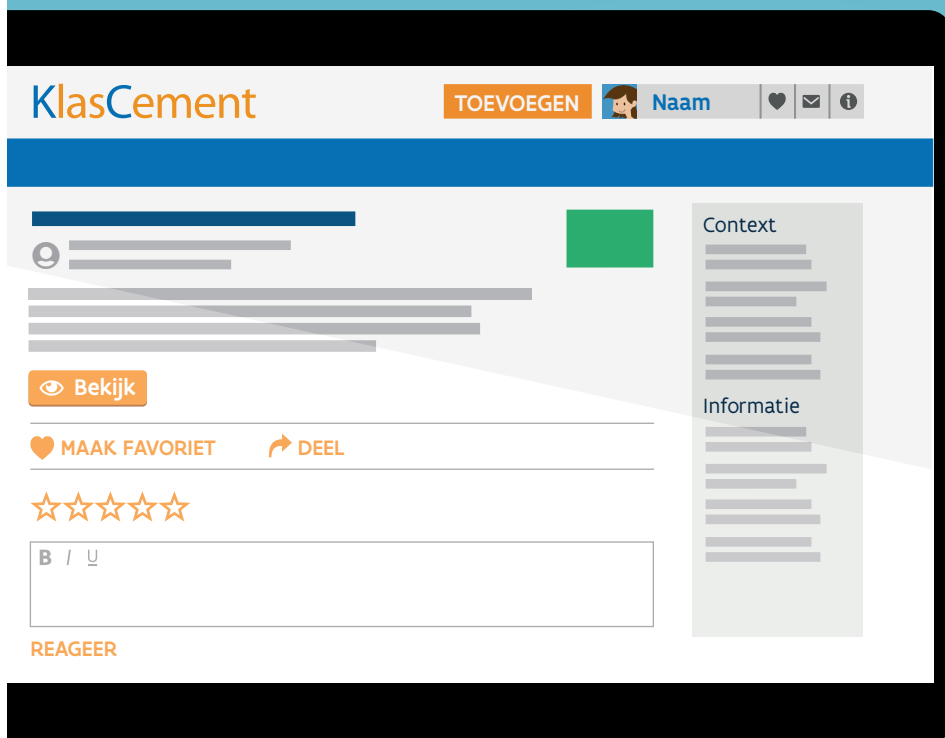 KlasCement
TOEVOEGEN
Naam
Context
Bekijk
Informatie
MAAK FAVORIET
DEEL
B I U
REAGEER